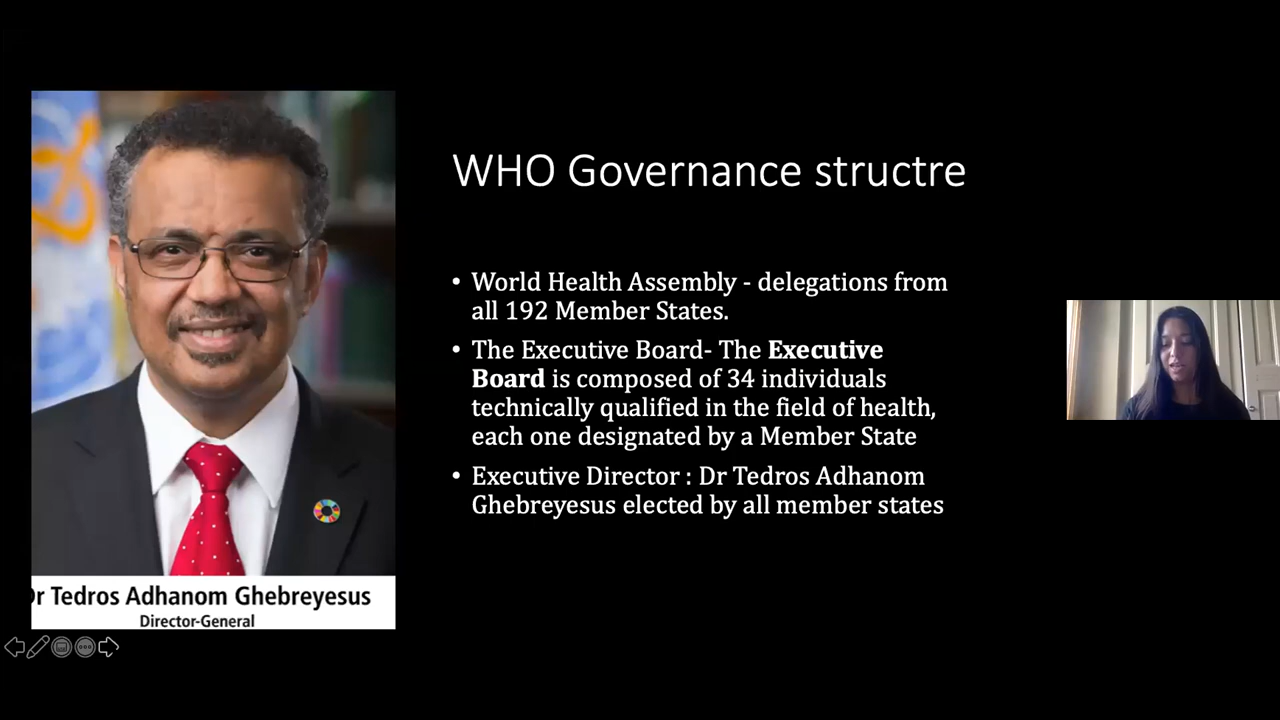 WHO Governance structre
• World Health Assembly - delegations from
all 192 Member States.
• The Executive Board- The Executive
Board is composed of 34 individuals
technically qualified in the field of health,
each one designated by a Member State
• Executive Director : Dr Tedros Adhanom
Ghebreyesus elected by all member states
Dr Tedros Adhanom Ghebreyesus
Director-General